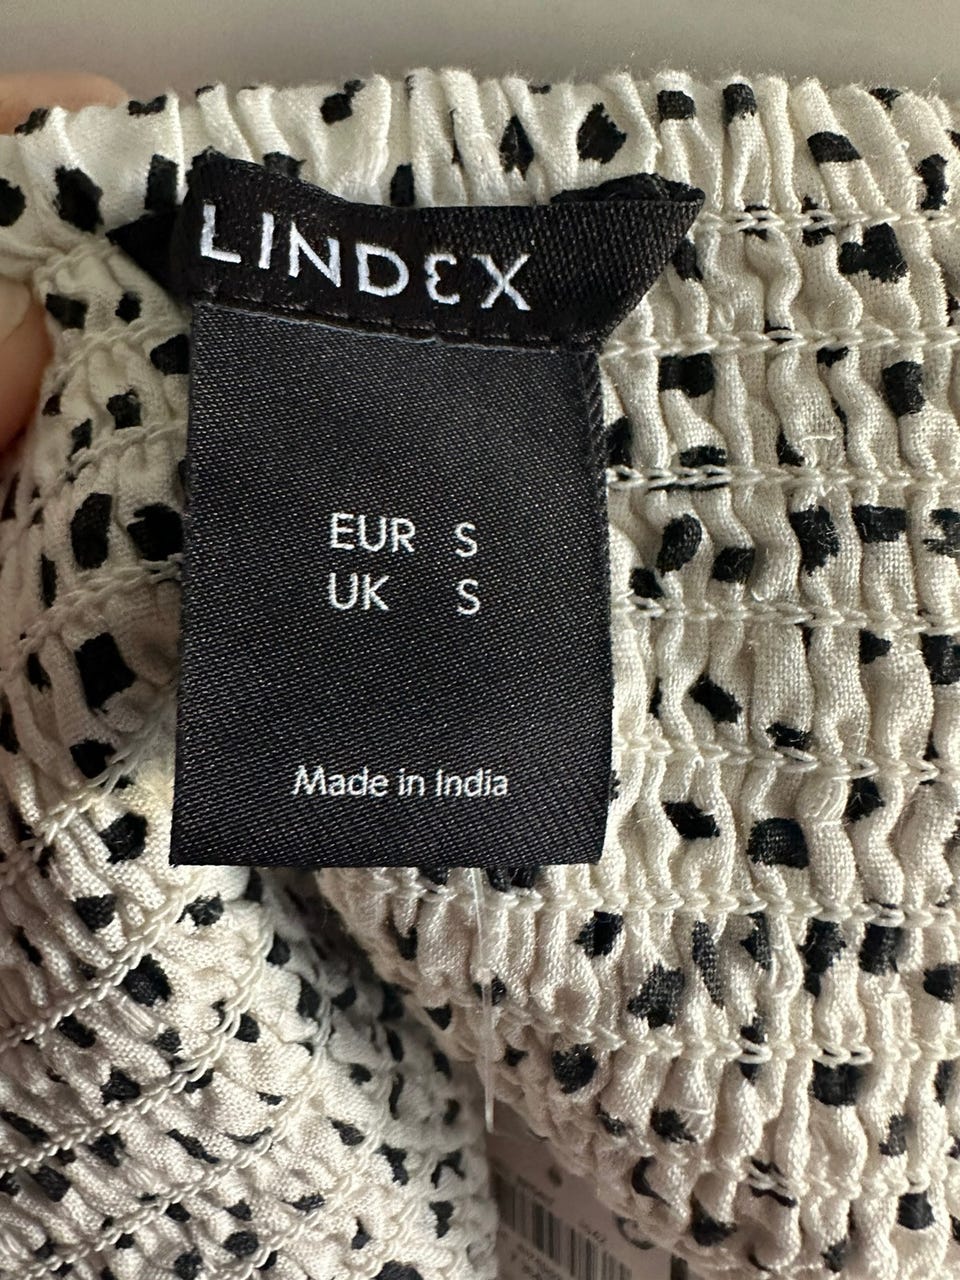 LINDEX
EUR S
UK S
Made in India